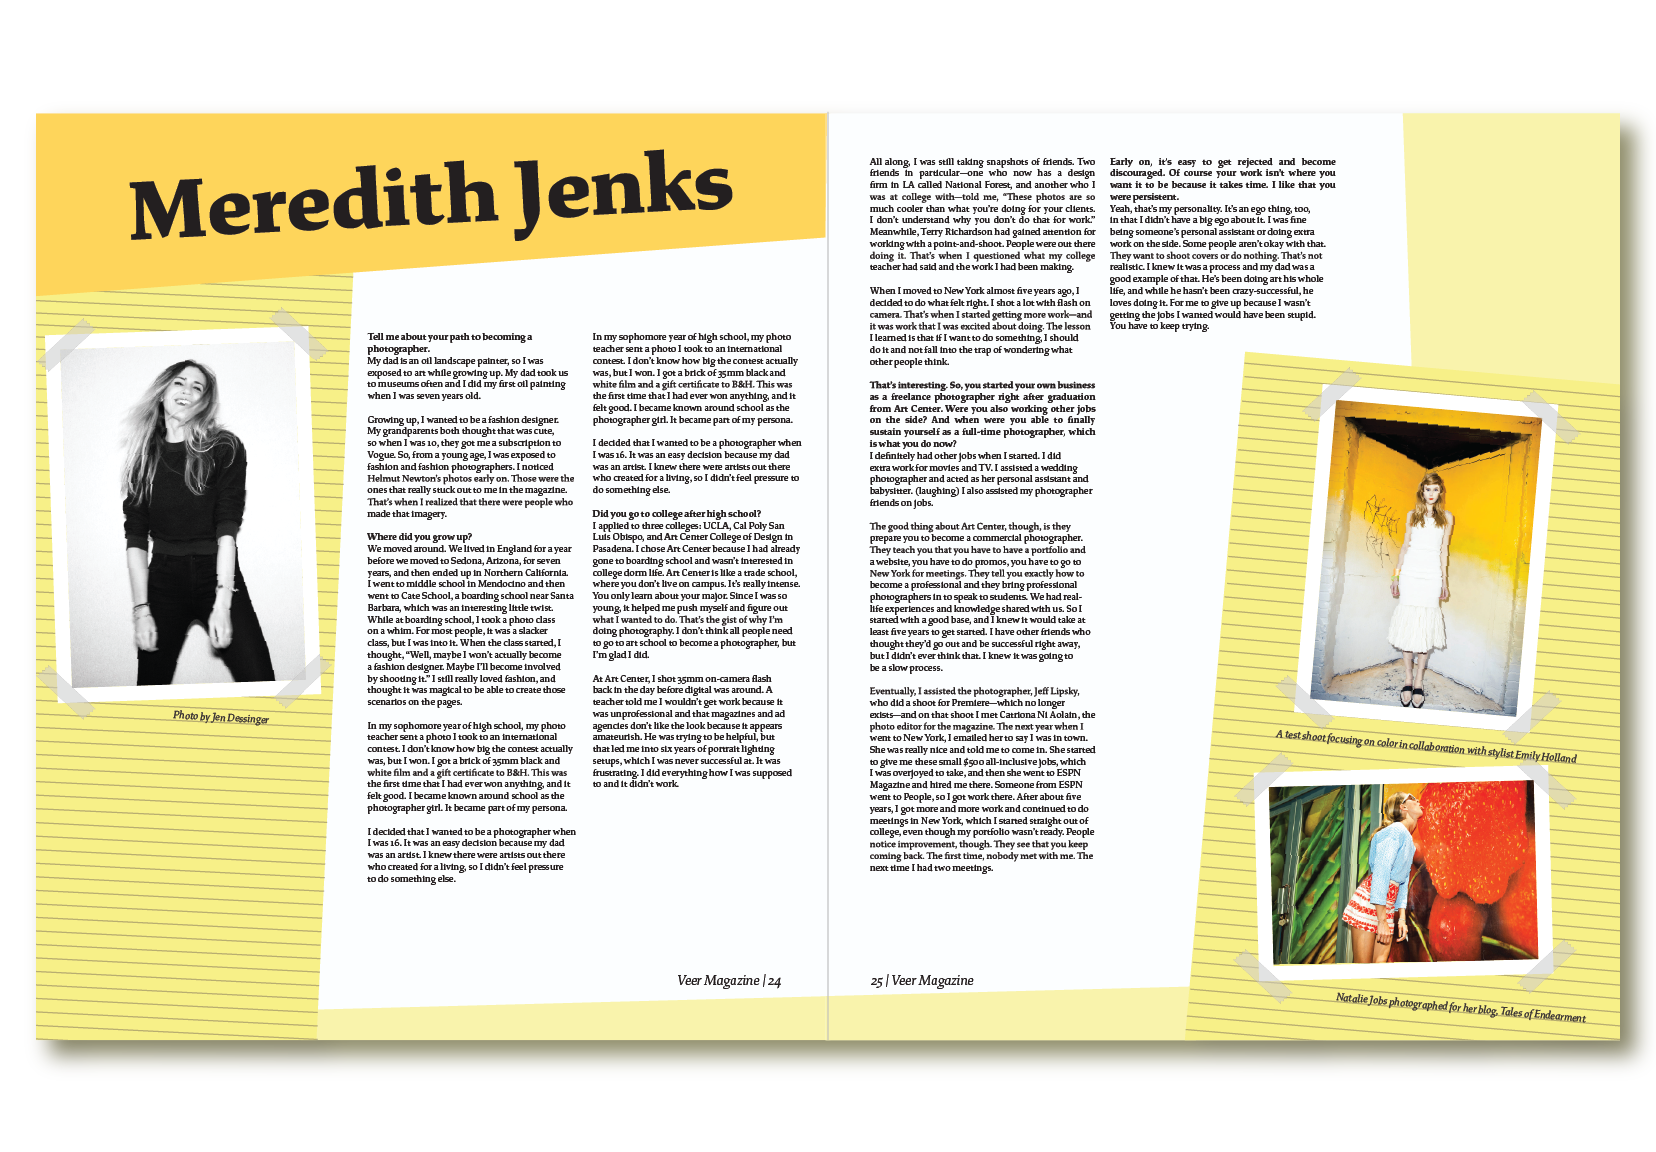 Meredith Jenks
Tell me about your path to becoming a
photographer.
My dad is an oil landscape painter, so I was
exposed to art while growing up. My dad took us
to museums often and I did my first oil painting
when I was seven years old.
Growing up, I wanted to be a fashion designer.
My grandparents both thought that was cute,
so when I was 10, they got me a subscription to
Vogue. So, from a young age, I was exposed to
fashion and fashion photographers. I noticed
Helmut Newton's photos early on. Those were the
ones that really stuck out to me in the magazine.
That's when I realized that there were people who
made that imagery.
Where did you grow up?
We moved around. We lived in England for a year
before we moved to Sedona, Arizona, for seven
years, and then ended up in Northern California.
I went to middle school in Mendocino and then
went to Cate School, a boarding school near Santa
Barbara, which was an interesting little twist.
While at boarding school, I took a photo class
on a whim. For most people, it was a slacker
class, but I was into it. When the class started, I
thought, "Well, maybe I won't actually become
a fashion designer. Maybe I'll become involved
by shooting it." I still really loved fashion, and
thought it was magical to be able to create those
scenarios on the pages.
In my sophomore year of high school, my photo
teacher sent a photo I took to an international
contest. I don't know how big the contest actually
was, but I won. I got a brick of 35mm black and
white film and a gift certificate to B&H. This was
the first time that I had ever won anything, and it
felt good. I became known around school as the
photographer girl. It became part of my persona.
I decided that I wanted to be a photographer when
I was 16. It was an easy decision because my dad
was an artist. I knew there were artists out there
who created for a living, so I didn't feel pressure
to do something else.
In my sophomore year of high school, my photo
teacher sent a photo I took to an international
contest. I don't know how big the contest actually
was, but I won. I got a brick of 35mm black and
white film and a gift certificate to B&H. This was
the first time that I had ever won anything, and it
felt good. I became known around school as the
photographer girl. It became part of my persona.
I decided that I wanted to be a photographer when
I was 16. It was an easy decision because my dad
was an artist. I knew there were artists out there
who created for a living, so I didn't feel pressure to
do something else.
Did you go to college after high school?
I applied to three colleges: UCLA, Cal Poly San
Luis Obispo, and Art Center College of Design in
Pasadena. I chose Art Center because I had already
gone to boarding school and wasn't interested in
college dorm life. Art Center is like a trade school,
where you don't live on campus. It's really intense.
You only learn about your major. Since I was so
young, it helped me push myself and figure out
what I wanted to do. That's the gist of why I'm
doing photography. I don't think all people need
to go to art school to become a photographer, but
I'm glad I did.
At Art Center, I shot 35mm on-camera flash
back in the day before digital was around. A
teacher told me I wouldn't get work because it
was unprofessional and that magazines and ad
agencies don't like the look because it appears
amateurish. He was trying to be helpful, but
that led me into six years of portrait lighting
setups, which I was never successful at. It was
frustrating. I did everything how I was supposed
to and it didn't work.
Photo by Jen Dessinger
Veer Magazine | 24
All along, I was still taking snapshots of friends. Two
friends in particular—one who now has a design
firm in LA called National Forest, and another who I
was at college with—told me, "These photos are so
much cooler than what you're doing for your clients.
I don't understand why you don't do that for work."
Meanwhile, Terry Richardson had gained attention for
working with a point-and-shoot. People were out there
doing it. That's when I questioned what my college
teacher had said and the work I had been making.
When I moved to New York almost five years ago, I
decided to do what felt right. I shot a lot with flash on
camera. That's when I started getting more work—and
it was work that I was excited about doing. The lesson
I learned is that if I want to do something, I should
do it and not fall into the trap of wondering what
other people think.
That's interesting. So, you started your own business
as a freelance photographer right after graduation
from Art Center. Were you also working other jobs
on the side? And when were you able to finally
sustain yourself as a full-time photographer, which
is what you do now?
I definitely had other jobs when I started. I did
extra work for movies and TV. I assisted a wedding
photographer and acted as her personal assistant and
babysitter. (laughing) I also assisted my photographer
friends on jobs.
The good thing about Art Center, though, is they
prepare you to become a commercial photographer.
They teach you that you have to have a portfolio and
a website, you have to do promos, you have to go to
New York for meetings. They tell you exactly how to
become a professional and they bring professional
photographers in to speak to students. We had real-
life experiences and knowledge shared with us. So I
started with a good base, and I knew it would take at
least five years to get started. I have other friends who
thought they'd go out and be successful right away,
but I didn't ever think that. I knew it was going to
be a slow process.
Eventually, I assisted the photographer, Jeff Lipsky,
who did a shoot for Premiere—which no longer
exists—and on that shoot I met Catriona Ni Aolain, the
photo editor for the magazine. The next year when I
went to New York, I emailed her to say I was in town.
She was really nice and told me to come in. She started
to give me these small $500 all-inclusive jobs, which
I was overjoyed to take, and then she went to ESPN
Magazine and hired me there. Someone from ESPN
went to People, so I got work there. After about five
years, I got more and more work and continued to do
meetings in New York, which I started straight out of
college, even though my portfolio wasn't ready. People
notice improvement, though. They see that you keep
coming back. The first time, nobody met with me. The
next time I had two meetings.
Early on, it's easy to get rejected and become
discouraged. Of course your work isn't where you
want it to be because it takes time. I like that you
were persistent.
Yeah, that's my personality. It's an ego thing, too,
in that I didn't have a big ego about it. I was fine
being someone's personal assistant or doing extra
work on the side. Some people aren't okay with that.
They want to shoot covers or do nothing. That's not
realistic. I knew it was a process and my dad was a
good example of that. He's been doing art his whole
life, and while he hasn't been crazy-successful, he
loves doing it. For me to give up because I wasn't
getting the jobs I wanted would have been stupid.
You have to keep trying.
A test shoot focusing on color in collaboration with stylist Emily Holland
Natalie Jobs photographed for her blog, Tales of Endearment
25 | Veer Magazine